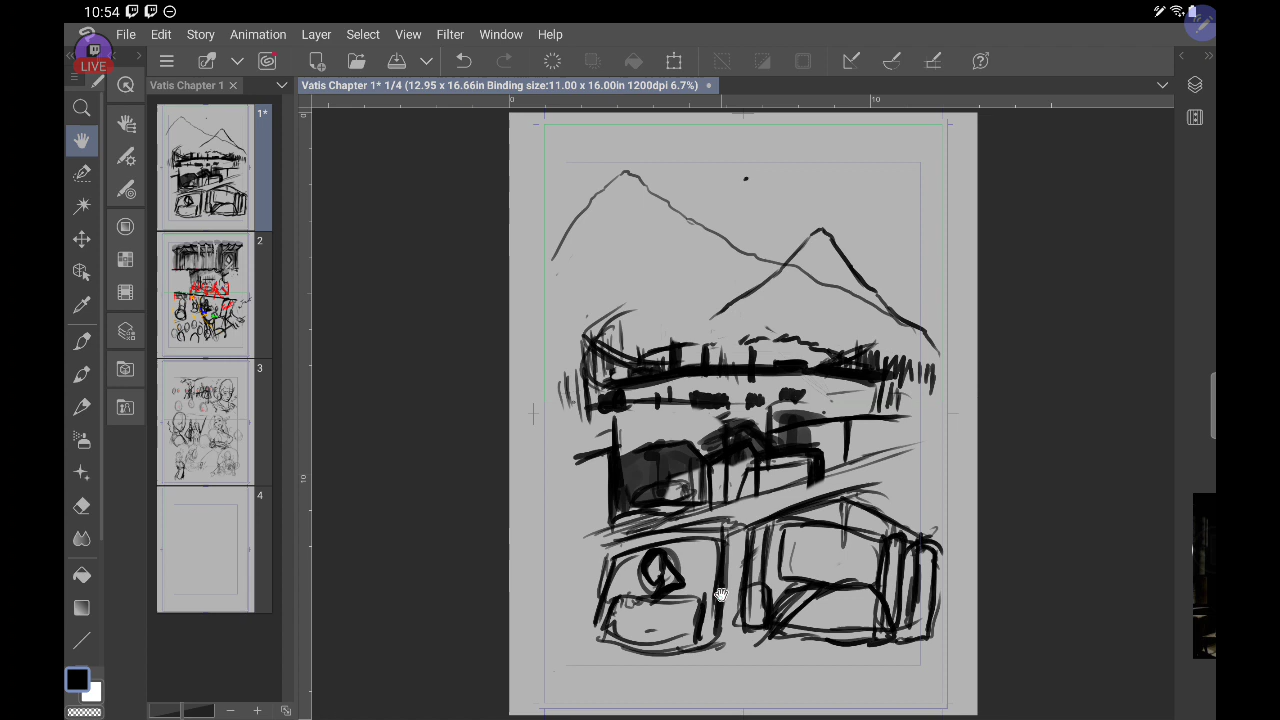 10:54
File Edit Story Animation Layer Select View Filter Window Help
LIVE
Vatis Chapter 1
Vatis Chapter 1* 1/4 (12.95 x 16.66in Binding size:11.00 x 16.00in 1200dpi 6.7%)
0 10
1*
2
3
4
0
10